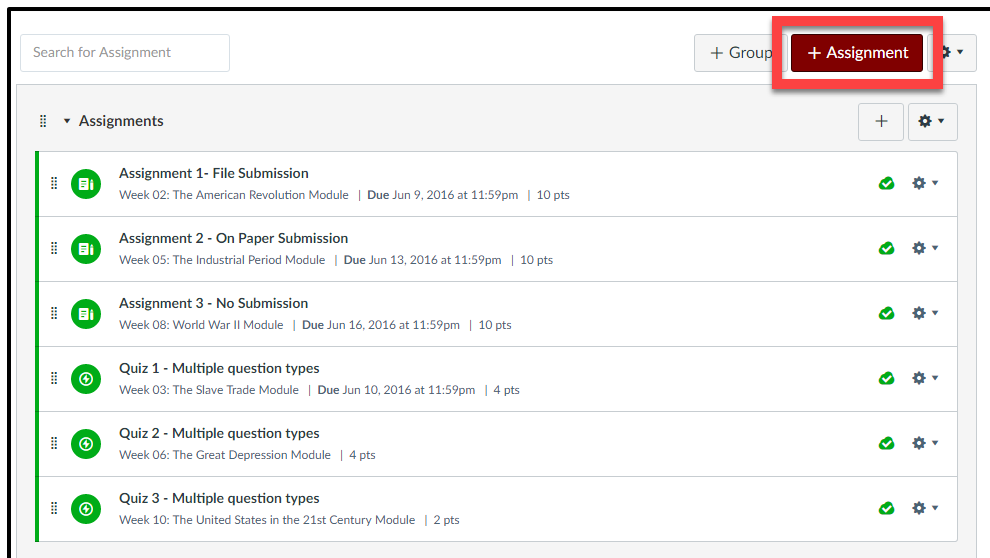 Search for Assignment
+ Group
+ Assignment
Assignments
+
Assignment 1- File Submission
Week 02: The American Revolution Module | Due Jun 9, 2016 at 11:59pm | 10 pts
Assignment 2 - On Paper Submission
Week 05: The Industrial Period Module | Due Jun 13, 2016 at 11:59pm | 10 pts
Assignment 3 - No Submission
Week 08: World War II Module | Due Jun 16, 2016 at 11:59pm | 10 pts
Quiz 1 - Multiple question types
Week 03: The Slave Trade Module | Due Jun 10, 2016 at 11:59pm | 4 pts
Quiz 2 - Multiple question types
Week 06: The Great Depression Module | 4 pts
Quiz 3 - Multiple question types
Week 10: The United States in the 21st Century Module | 2 pts